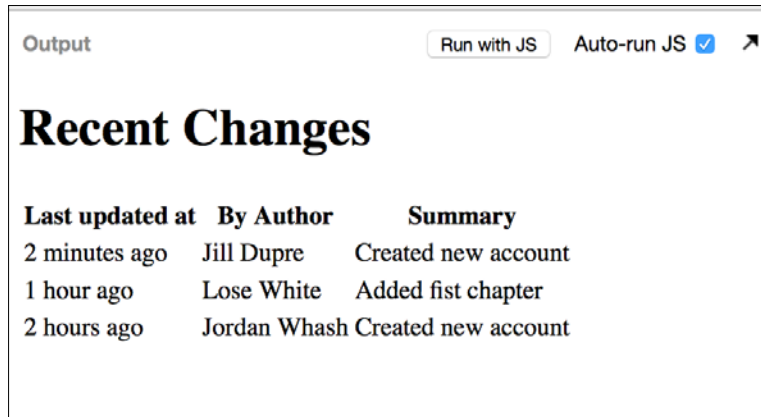 Output Run with JS Auto-run JS
Recent Changes
Last updated at By Author Summary
2 minutes ago Jill Dupre Created new account
1 hour ago Lose White Added fist chapter
2 hours ago Jordan Whash Created new account